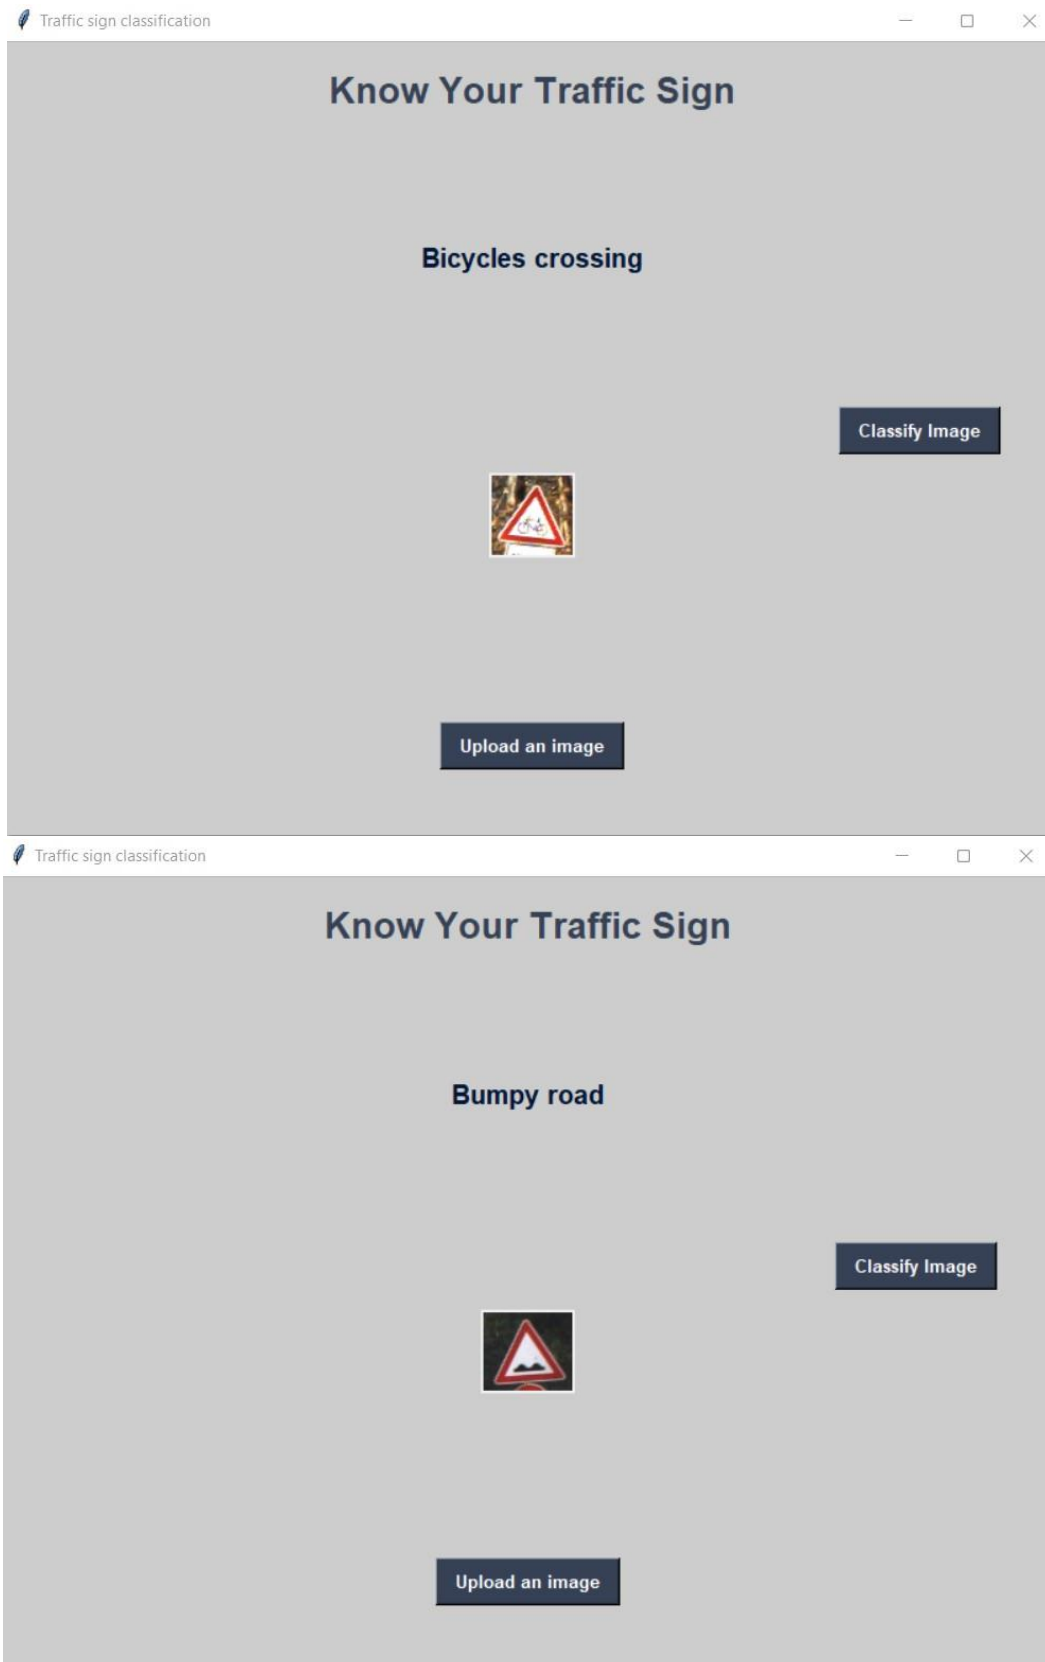 Traffic sign classification
Know Your Traffic Sign
Bicycles crossing
Classify Image
Upload an image
Traffic sign classification
Know Your Traffic Sign
Bumpy road
Classify Image
Upload an image